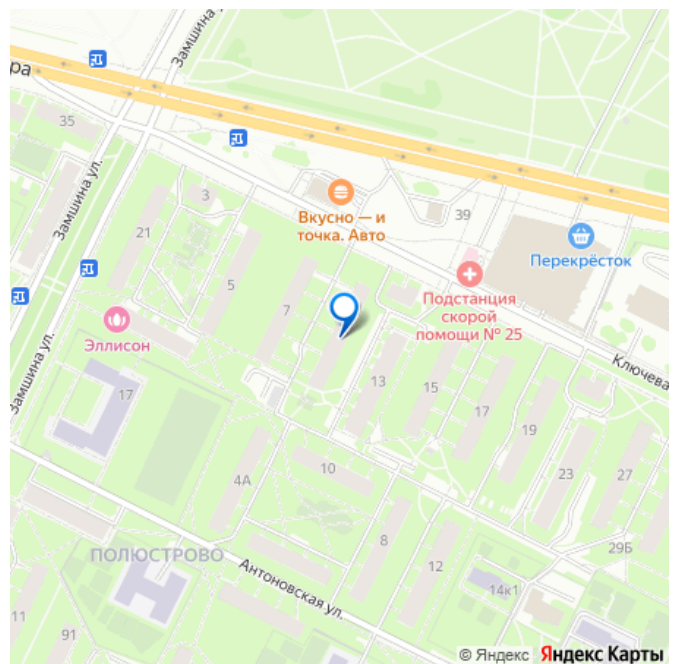 Замшина ул.
ра
35
Замшина ул.
3
Вкусно — и
точка. Авто
39
21
Перекрёсток
5
Подстанция
скорой
помощи № 25
7
Эллисон
Замшина ул.
Ключева
13
15
17
17
19
10
4А
23
27
8
29Б
ПОЛЮСТРОВО
12
Антоновская ул.
14к1
11
91
© Яндекс Яндекс Карты